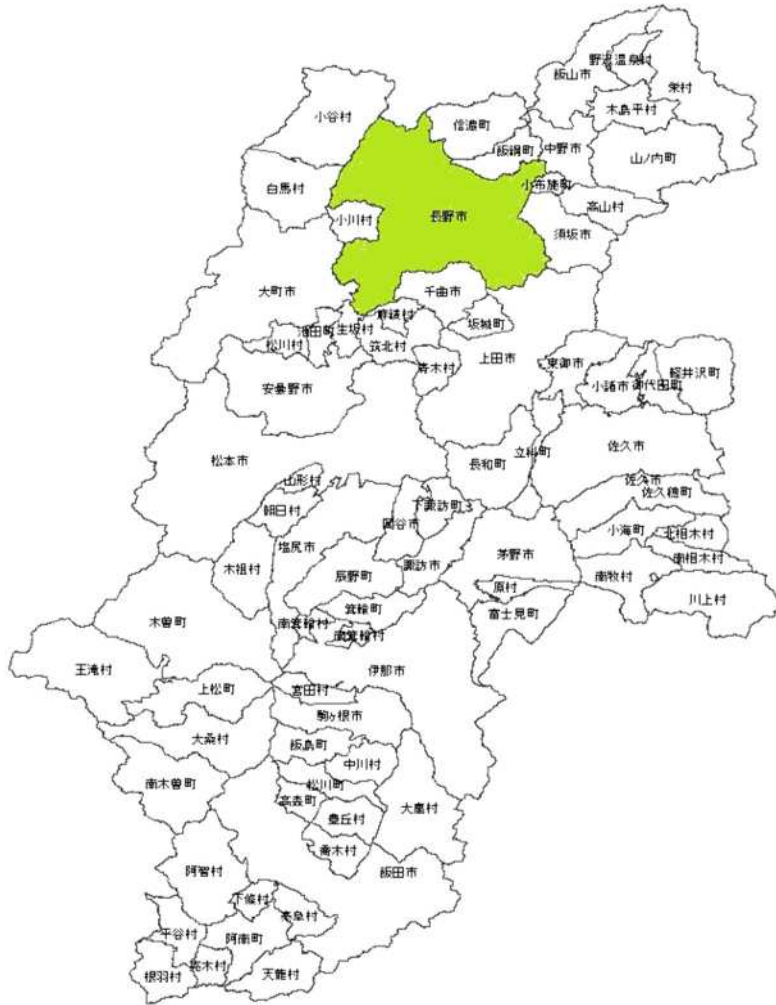 野沢温泉村
飯山市
栄村
小谷村
信濃町
木島平村
飯綱町
中野市
山ノ内町
白馬村
小布施町
高山村
小川村
長野市
須坂市
大町市
千曲市
麻績村
坂城町
池田町
生坂村
松川村
筑北村
青木村
上田市
東御市
軽井沢町
小諸市
御代田町
安曇野市
松本市
立科町
佐久市
長和町
山形村
佐久市
佐久穂町
朝日村
下諏訪町
岡谷市
小海町
北相木村
塩尻市
茅野市
南相木村
木祖村
辰野町
諏訪市
原村
南牧村
川上村
箕輪町
富士見町
木曽町
南箕輪村
南箕輪村
王滝村
伊那市
上松町
宮田村
駒ヶ根市
大桑村
飯島町
中川村
南木曽町
松川町
高森町
大鹿村
豊丘村
喬木村
阿智村
飯田市
下條村
泰阜村
平谷村
阿南町
根羽村
売木村
天龍村